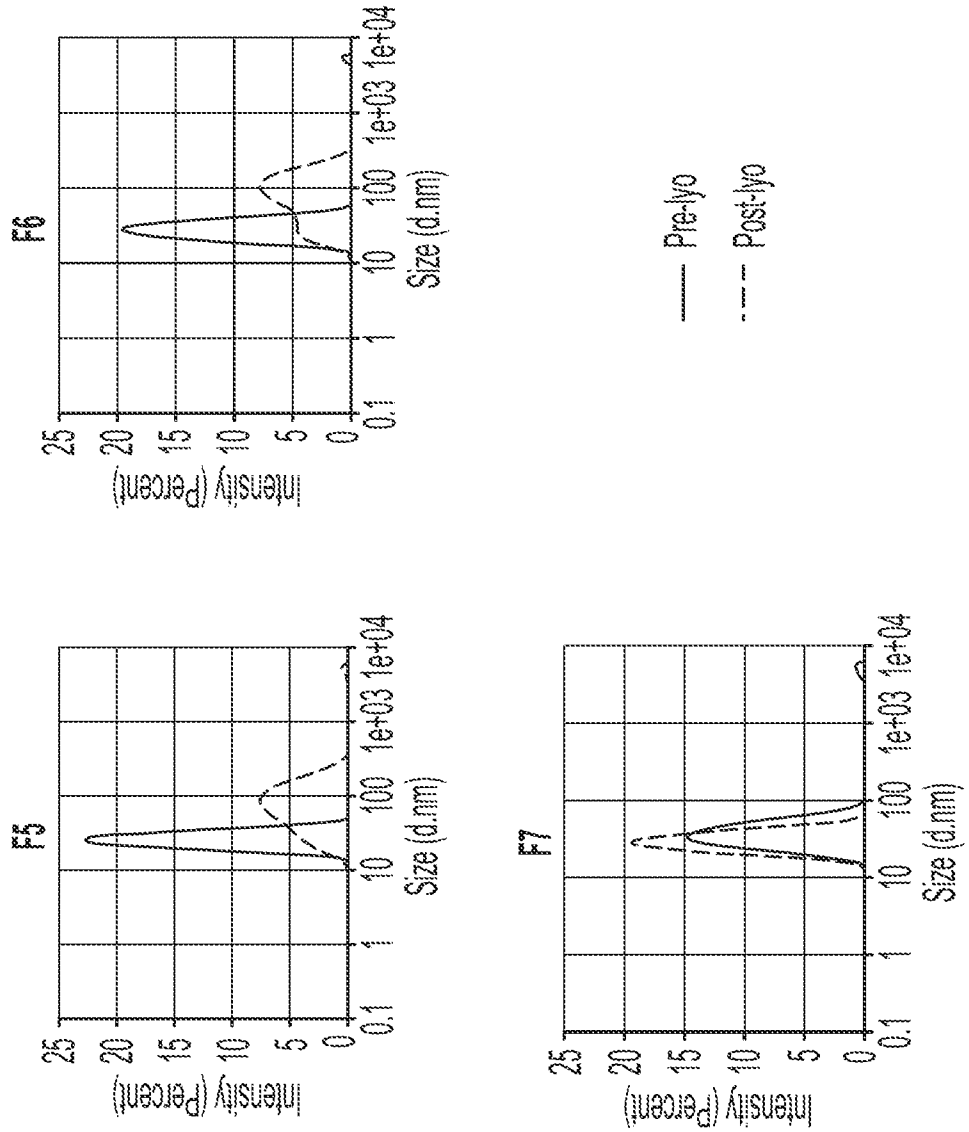 F5
25
20
15
10
5
0
Intensity (Percent)
0.1 1 10 100 1e+03 1e+04
Size (d.nm)
F6
25
20
15
10
5
0
Intensity (Percent)
0.1 1 10 100 1e+03 1e+04
Size (d.nm)
F7
25
20
15
10
5
0
Intensity (Percent)
0.1 1 10 100 1e+03 1e+04
Size (d.nm)
Pre-lyo
Post-lyo